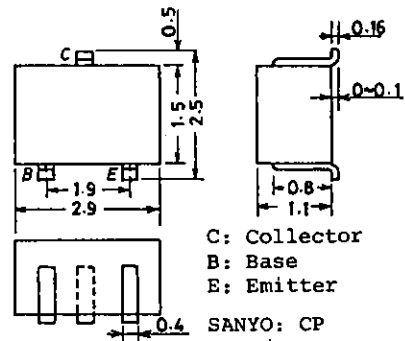 C
0.5
0.16
1.5
2.5
0~0.1
B
E
1.9
2.9
0.8
1.1
C: Collector
B: Base
E: Emitter
0.4
SANYO: CP